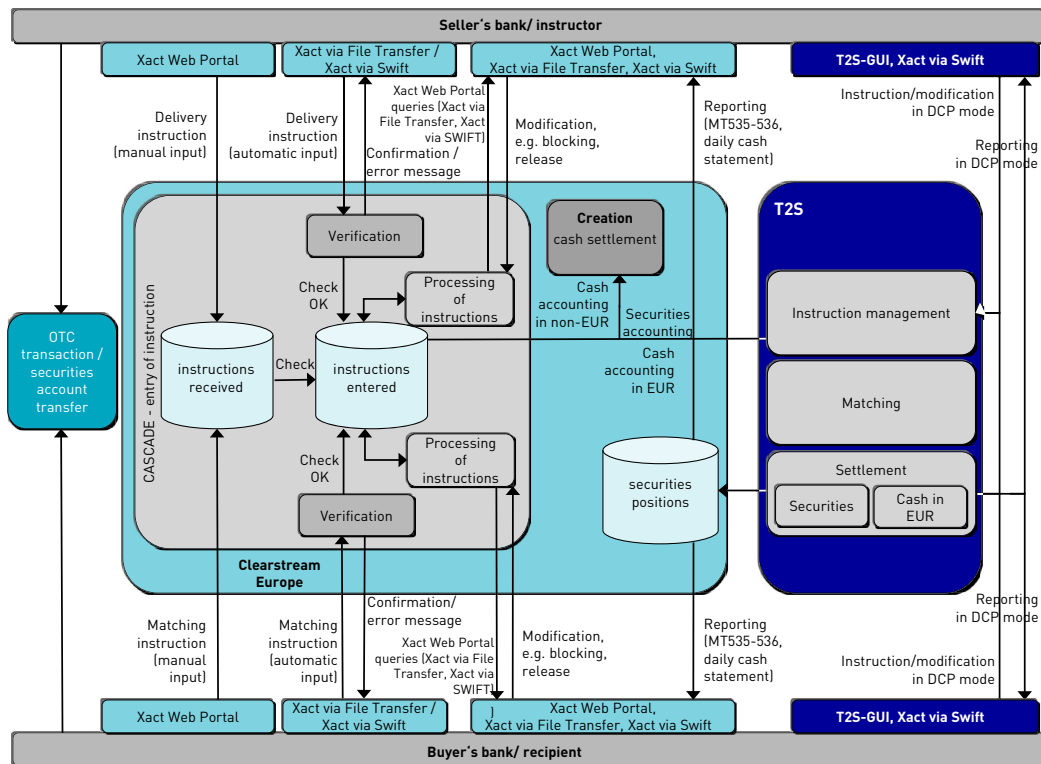 Seller‘s bank/ instructor
Xact Web Portal
Xact via File Transfer /
Xact via Swift
Xact Web Portal,
Xact via File Transfer, Xact via Swift
T2S-GUI, Xact via Swift
Delivery
instruction
(manual input)
Delivery
instruction
(automatic input)
Confirmation /
error message
Xact Web Portal
queries (Xact via
File Transfer, Xact
via SWIFT)
Modification,
e.g. blocking,
release
Reporting
(MT535-536,
daily cash
statement)
Instruction/modification
in DCP mode
Reporting
in DCP mode
OTC
transaction /
securities
account
transfer
CASCADE - entry of instruction
Verification
Check
OK
Processing
of
instructions
instructions
received
Check
instructions
entered
Check
OK
Processing
of
instructions
Verification
Clearstream
Europe
Creation
cash settlement
Cash
accounting
in non-EUR
Securities
accounting
Cash
accounting
in EUR
securities
positions
T2S
Instruction management
Matching
Settlement
Securities
Cash in
EUR
Matching
instruction
(manual
input)
Matching
instruction
(automatic
input)
Confirmation/
error message
Xact Web Portal
queries (Xact via File
Transfer, Xact via
SWIFT)
Modification,
e.g. blocking,
release
Reporting
(MT535-536,
daily cash
statement)
Reporting
in DCP mode
Instruction/modification
in DCP mode
Xact Web Portal
Xact via File Transfer /
Xact via Swift
)
Xact Web Portal,
Xact via File Transfer, Xact via Swift
T2S-GUI, Xact via Swift
Buyer‘s bank/ recipient